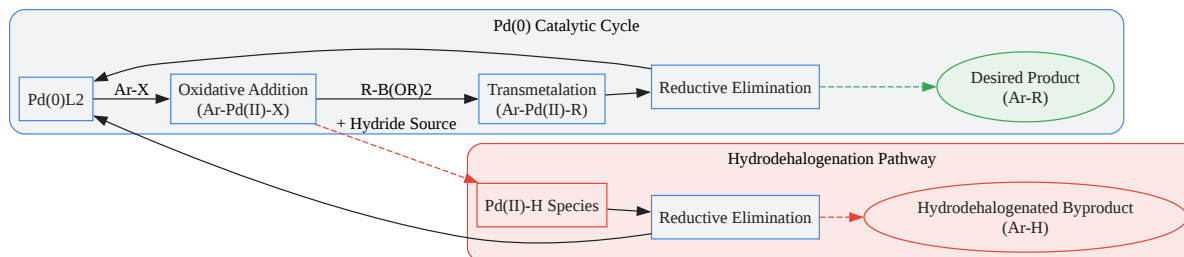 Pd(0) Catalytic Cycle
Pd(0)L2
Ar-X
Oxidative Addition
(Ar-Pd(II)-X)
R-B(OR)2
Transmetalation
(Ar-Pd(II)-R)
Reductive Elimination
Desired Product
(Ar-R)
+ Hydride Source
Hydrodehalogenation Pathway
Pd(II)-H Species
Reductive Elimination
Hydrodehalogenated Byproduct
(Ar-H)